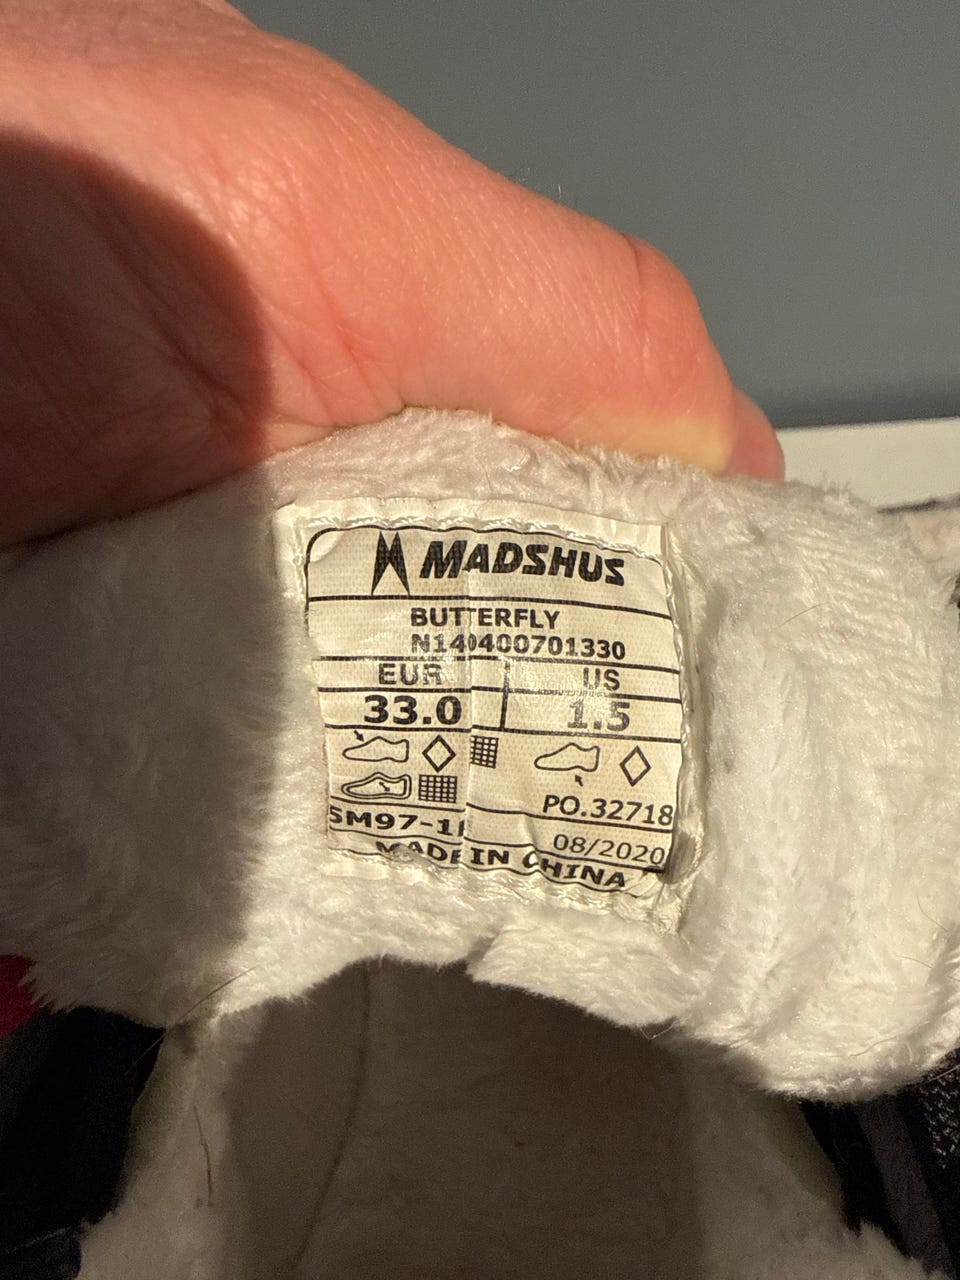 MADSHUS
BUTTERFLY
N140400701330
EUR US
33.0 1.5
PO.32718
08/2020
MADE IN CHINA